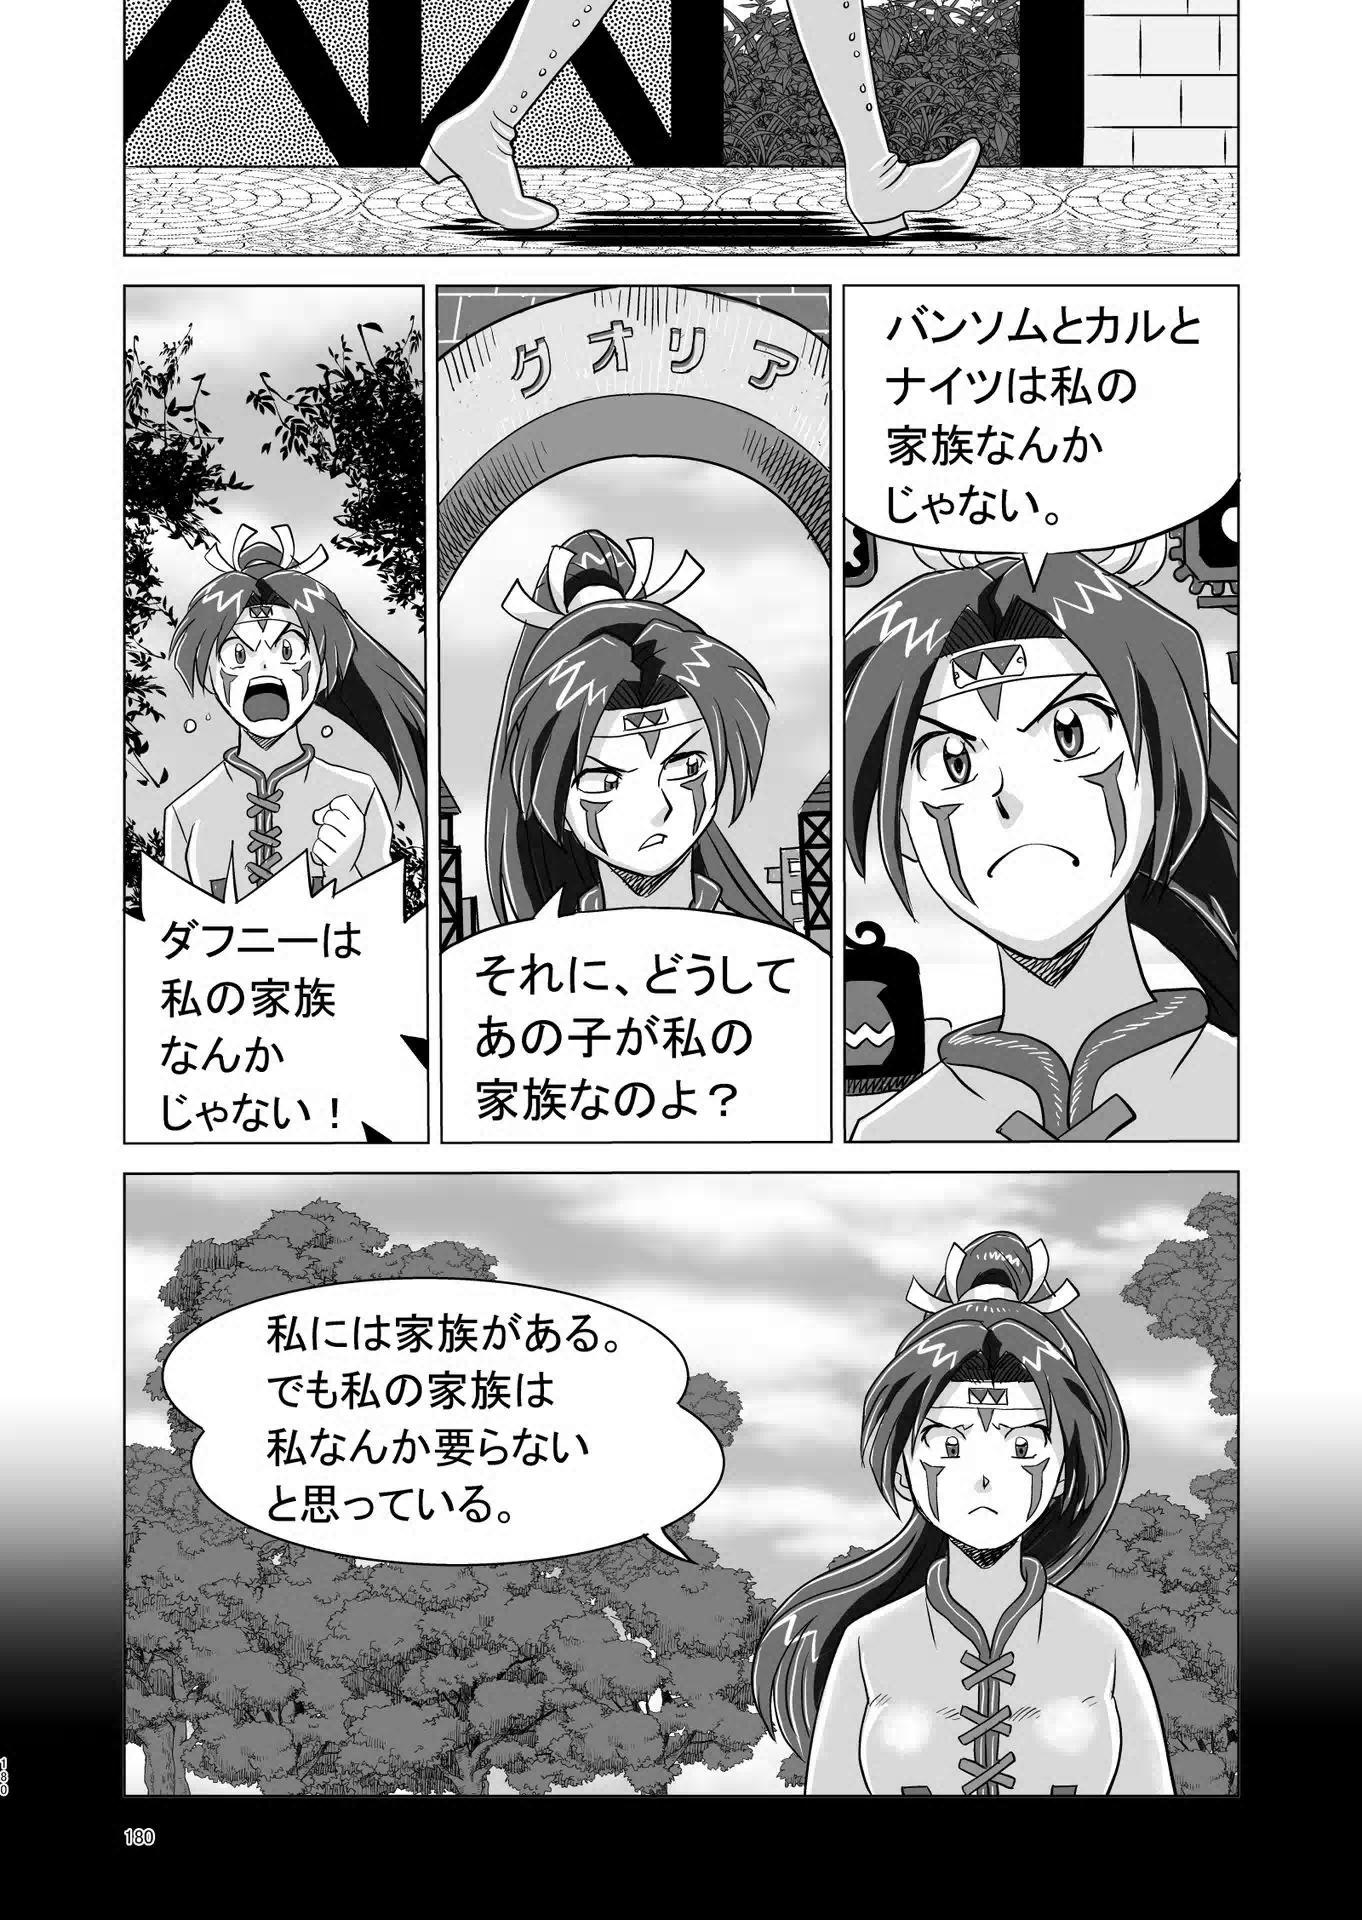 バンソムとカルと
ナイツは私の
家族なんか
じゃない。
クオリア
それに、どうして
あの子が私の
家族なのよ？
ダフニーは
私の家族
なんか
じゃない！
私には家族がある。
でも私の家族は
私なんか要らない
と思っている。
180
180